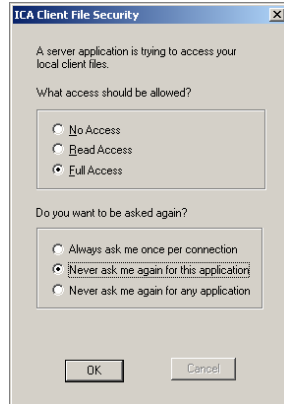 ICA Client File Security
A server application is trying to access your
local client files.
What access should be allowed?
No Access
Read Access
Full Access
Do you want to be asked again?
Always ask me once per connection
Never ask me again for this application
Never ask me again for any application
OK
Cancel